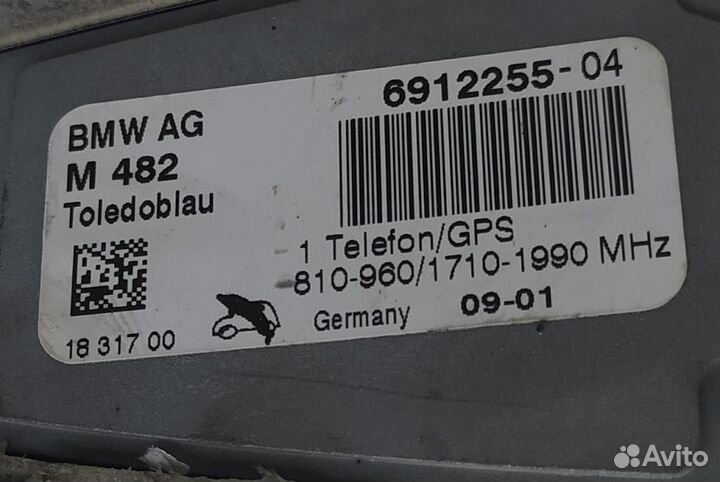 6912255-04
BMW AG
M 482
Toledoblau
1 Telefon/GPS
810-960/1710-1990 MHz
18 317 00
Germany
09-01
Avito